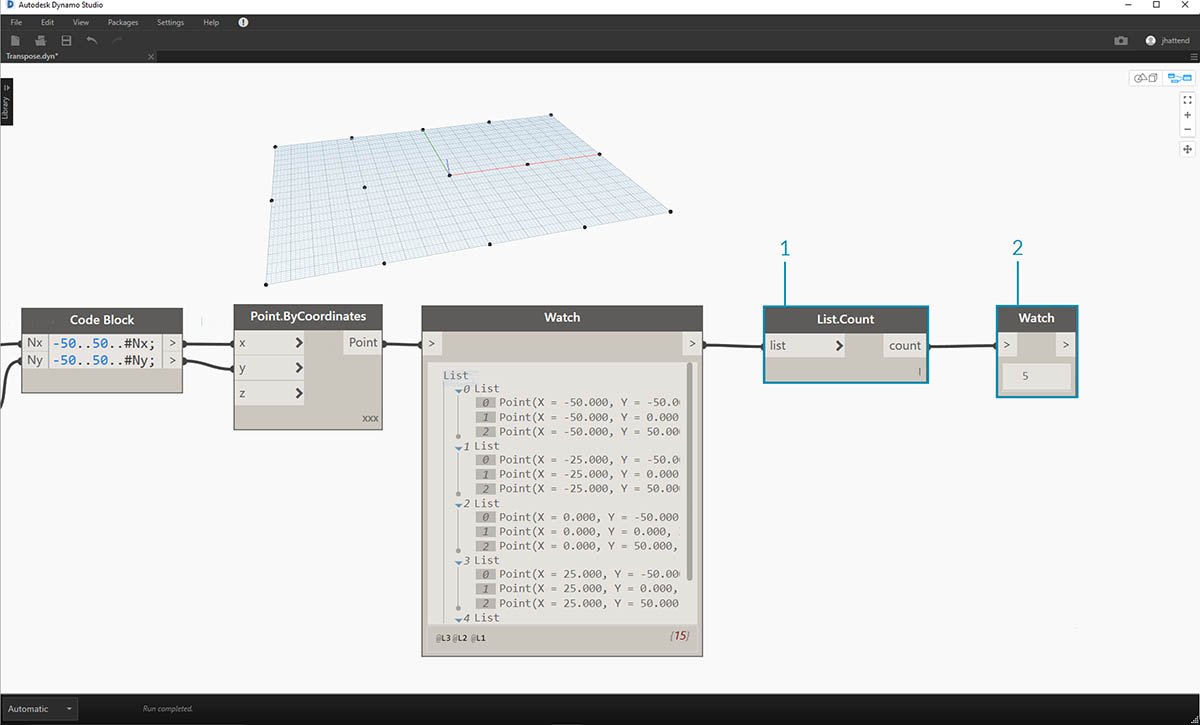 Autodesk Dynamo Studio
File Edit View Packages Settings Help
jhattend
Transpose.dyn*
Library
1
2
Code Block
Nx -50..50..#Nx; >
Ny -50..50..#Ny; >
Point.ByCoordinates
x Point
y
z
xxx
Watch
> >
List
0 List
0 Point(X = -50.000, Y = -50.0
1 Point(X = -50.000, Y = 0.000
2 Point(X = -50.000, Y = 50.00
1 List
0 Point(X = -25.000, Y = -50.0
1 Point(X = -25.000, Y = 0.000
2 Point(X = -25.000, Y = 50.00
2 List
0 Point(X = 0.000, Y = -50.000
1 Point(X = 0.000, Y = 0.000,
2 Point(X = 0.000, Y = 50.000,
3 List
0 Point(X = 25.000, Y = -50.00
1 Point(X = 25.000, Y = 0.000,
2 Point(X = 25.000, Y = 50.000
4 List
@L3 @L2 @L1 {15}
List.Count
list count
l
Watch
> >
5
Automatic
Run completed.